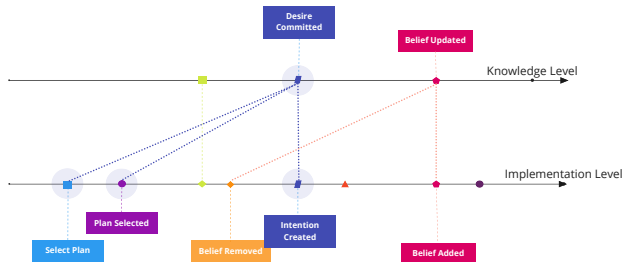 Desire
Committed
Belief Updated
Knowledge Level
Implementation Level
Plan Selected
Intention
Created
Select Plan
Belief Removed
Belief Added